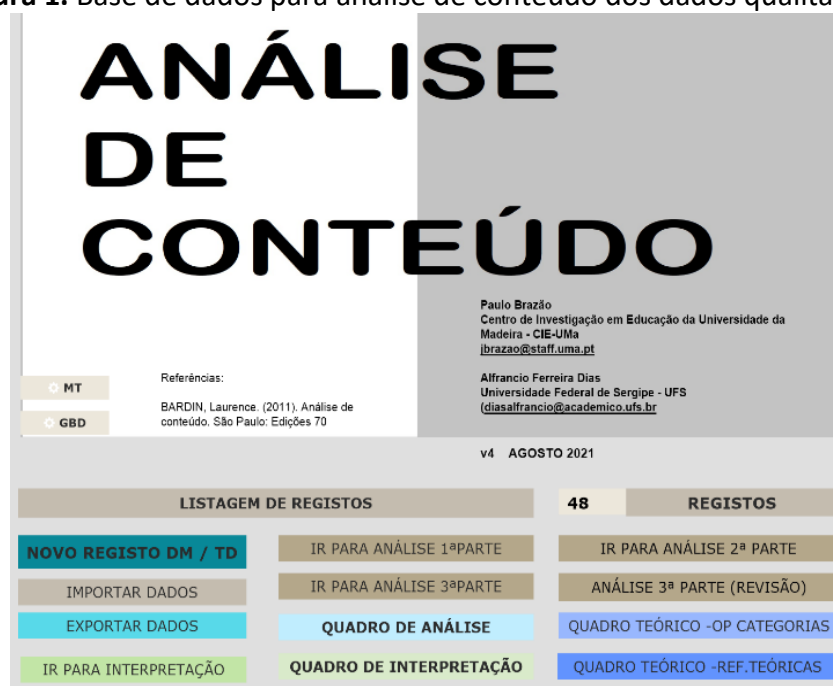 Base de dados para análise de conteúdo dos dados
ANÁLISE
DE
CONTEÚDO
Paulo Brazão
Centro de Investigação em Educação da Universidade da
Madeira - CIE-UMa
jbrazao@staff.uma.pt
Alfrancio Ferreira Dias
Universidade Federal de Sergipe - UFS
(diasalfrancio@academico.ufs.br
MT
GBD
Referências:
BARDIN, Laurence. (2011). Análise de
conteúdo. São Paulo: Edições 70
v4 AGOSTO 2021
LISTAGEM DE REGISTOS
48 REGISTOS
NOVO REGISTO DM / TD
IR PARA ANÁLISE 1ªPARTE
IR PARA ANÁLISE 2ª PARTE
IMPORTAR DADOS
IR PARA ANÁLISE 3ªPARTE
ANÁLISE 3ª PARTE (REVISÃO)
EXPORTAR DADOS
QUADRO DE ANÁLISE
QUADRO TEÓRICO -OP CATEGORIAS
IR PARA INTERPRETAÇÃO
QUADRO DE INTERPRETAÇÃO
QUADRO TEÓRICO -REF.TEÓRICAS